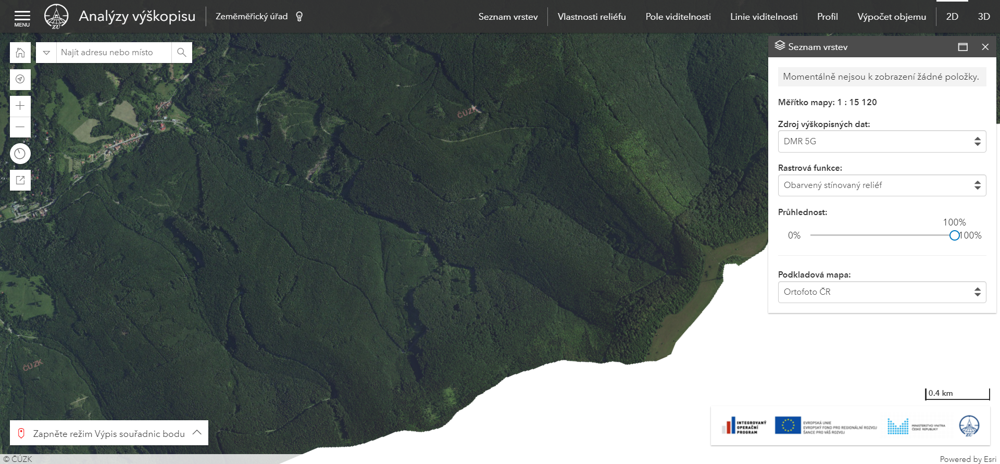 MENU
ZÚ
Analýzy výškopisu
Zeměměřický úřad
Seznam vrstev
Vlastnosti reliéfu
Pole viditelnosti
Linie viditelnosti
Profil
Výpočet objemu
2D
3D
Najít adresu nebo místo
Seznam vrstev
Momentálně nejsou k zobrazení žádné položky.
Měřítko mapy: 1 : 15 120
Zdroj výškopisných dat:
DMR 5G
Rastrová funkce:
Obarvený stínovaný reliéf
Průhlednost:
100%
0%
100%
Podkladová mapa:
Ortofoto ČR
ČÚZK
ČÚZK
0.4 km
INTEGROVANÝ
OPERAČNÍ
PROGRAM
EVROPSKÁ UNIE
EVROPSKÝ FOND PRO REGIONÁLNÍ ROZVOJ
ŠANCE PRO VÁŠ ROZVOJ
MINISTERSTVO VNITRA
ČESKÉ REPUBLIKY
ZÚ
Zapněte režim Výpis souřadnic bodu
© ČÚZK
Powered by Esri